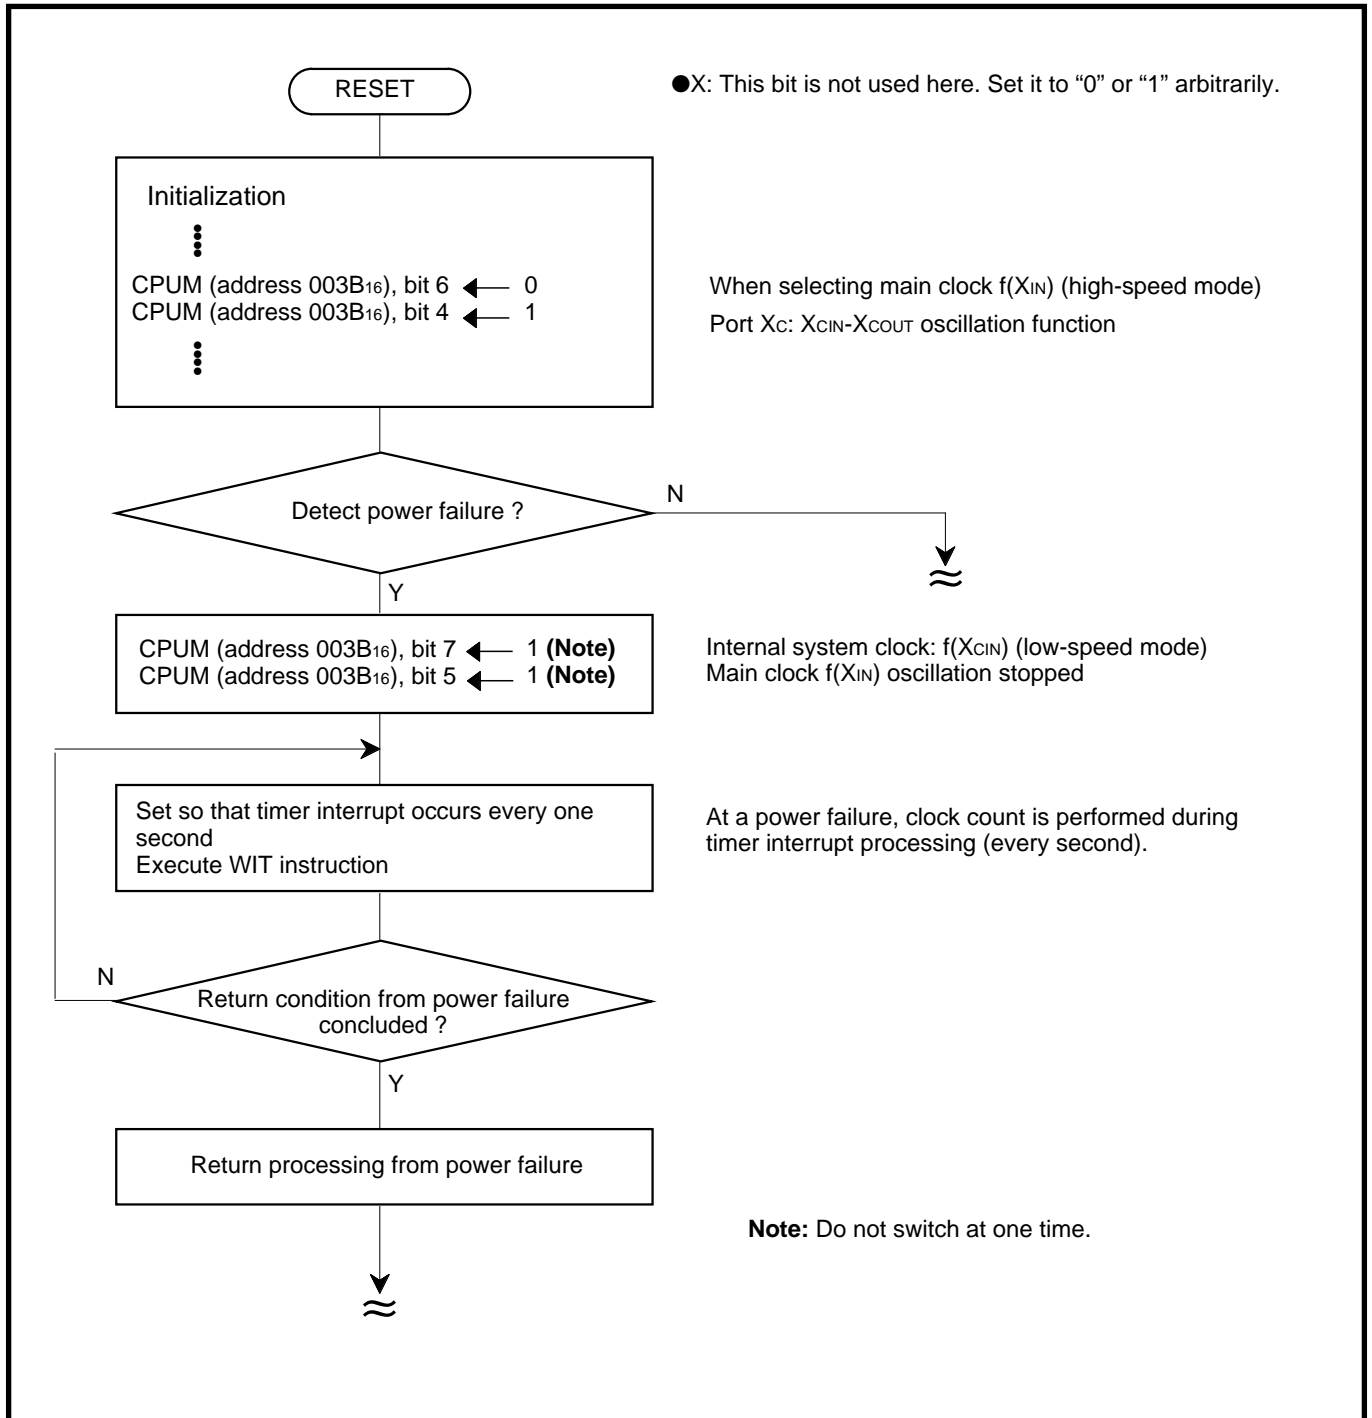 RESET
●X: This bit is not used here. Set it to “0” or “1” arbitrarily.
Initialization
CPUM (address 003B16), bit 6 ← 0
When selecting main clock f(XIN) (high-speed mode)
CPUM (address 003B16), bit 4 ← 1
Port XC: XCIN-XCOUT oscillation function
Detect power failure ?
N
Y
CPUM (address 003B16), bit 7 ← 1 (Note)
Internal system clock: f(XCIN) (low-speed mode)
CPUM (address 003B16), bit 5 ← 1 (Note)
Main clock f(XIN) oscillation stopped
Set so that timer interrupt occurs every one
second
Execute WIT instruction
At a power failure, clock count is performed during
timer interrupt processing (every second).
N
Return condition from power failure
concluded ?
Y
Return processing from power failure
Note: Do not switch at one time.